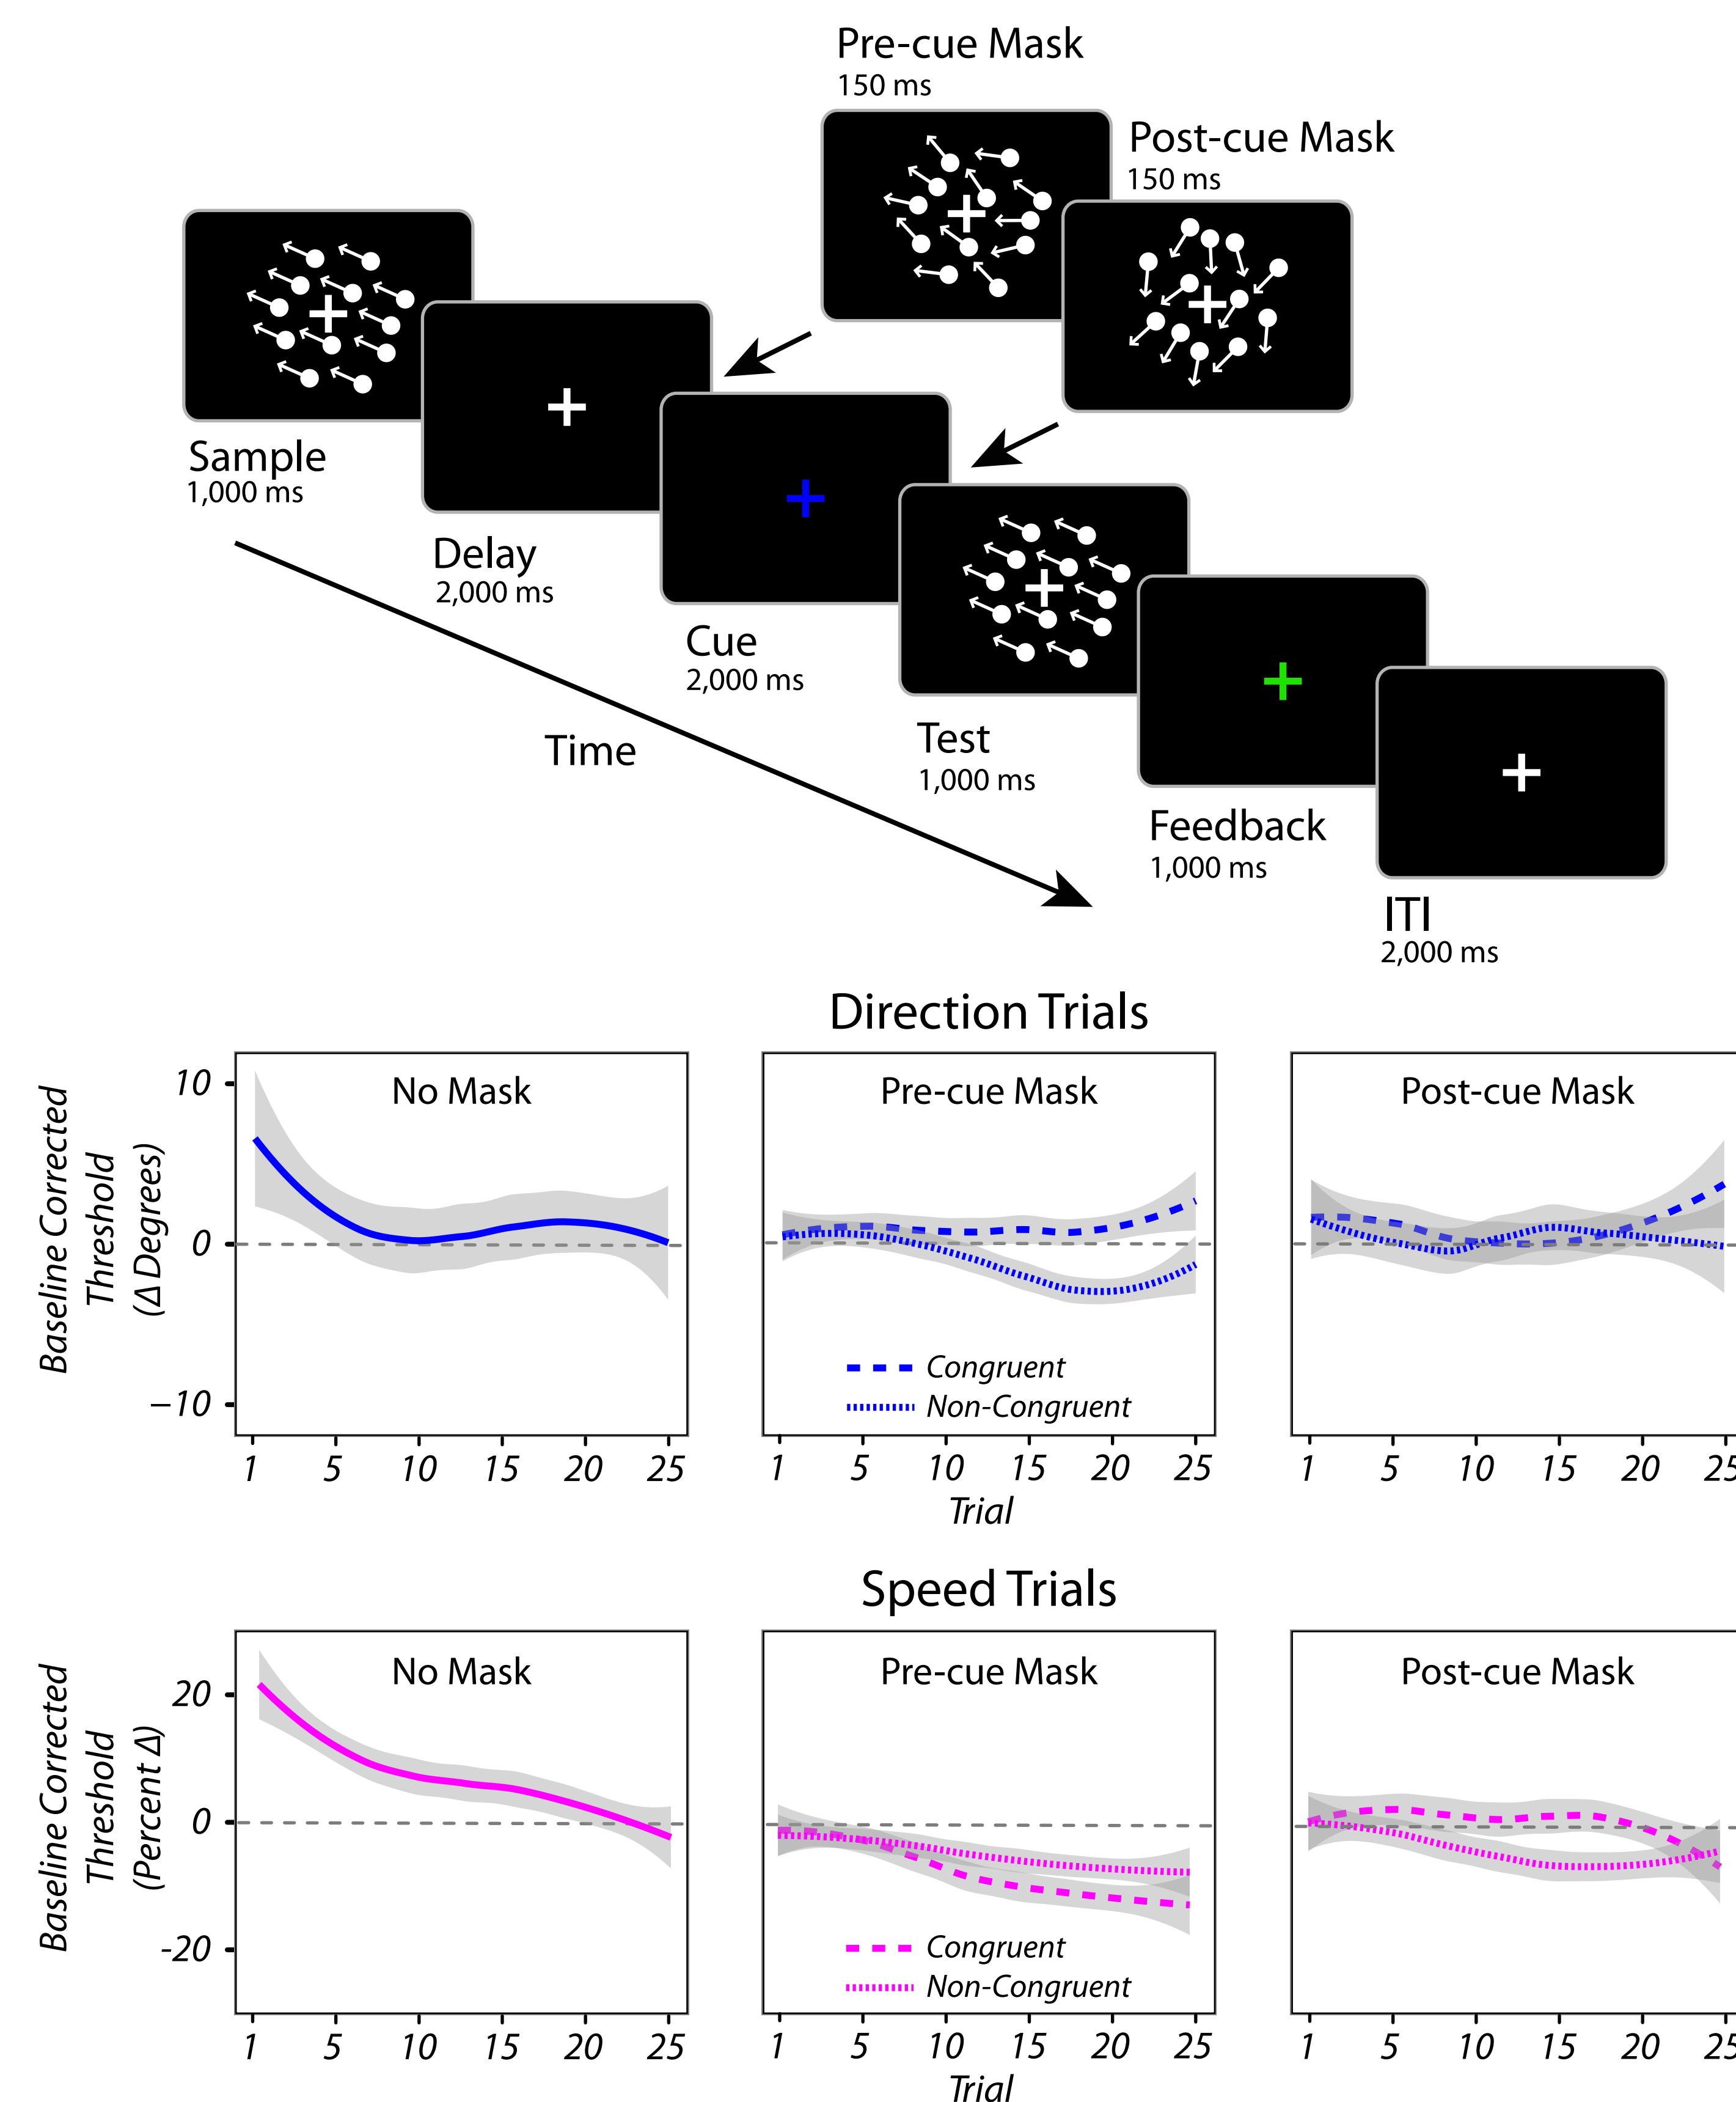 Pre-cue Mask
150 ms
Post-cue Mask
150 ms
Sample
1,000 ms
Delay
2,000 ms
Cue
2,000 ms
Time
Test
1,000 ms
Feedback
1,000 ms
ITI
2,000 ms
Direction Trials
Baseline Corrected
Threshold
(Δ Degrees)
No Mask
Pre-cue Mask
Post-cue Mask
10
0
−10
Congruent
Non-Congruent
1 5 10 15 20 25
1 5 10 15 20 25
1 5 10 15 20 25
Trial
Speed Trials
Baseline Corrected
Threshold
(Percent Δ)
No Mask
Pre-cue Mask
Post-cue Mask
20
0
-20
Congruent
Non-Congruent
1 5 10 15 20 25
1 5 10 15 20 25
1 5 10 15 20 25
Trial